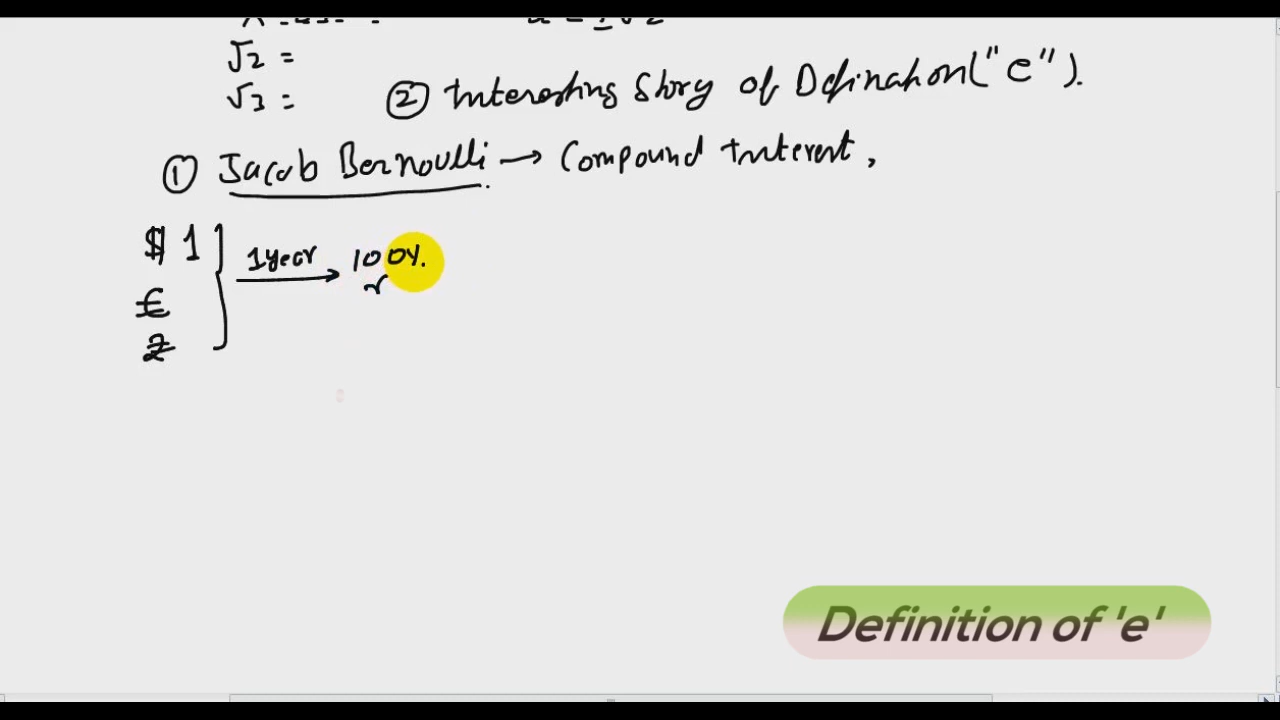 √2 =
√3 =
② Interesting Story of Defination("e").
① Jacob Bernoulli → Compound Interest,
$ 1
1 year
100%.
€
Definition of 'e'